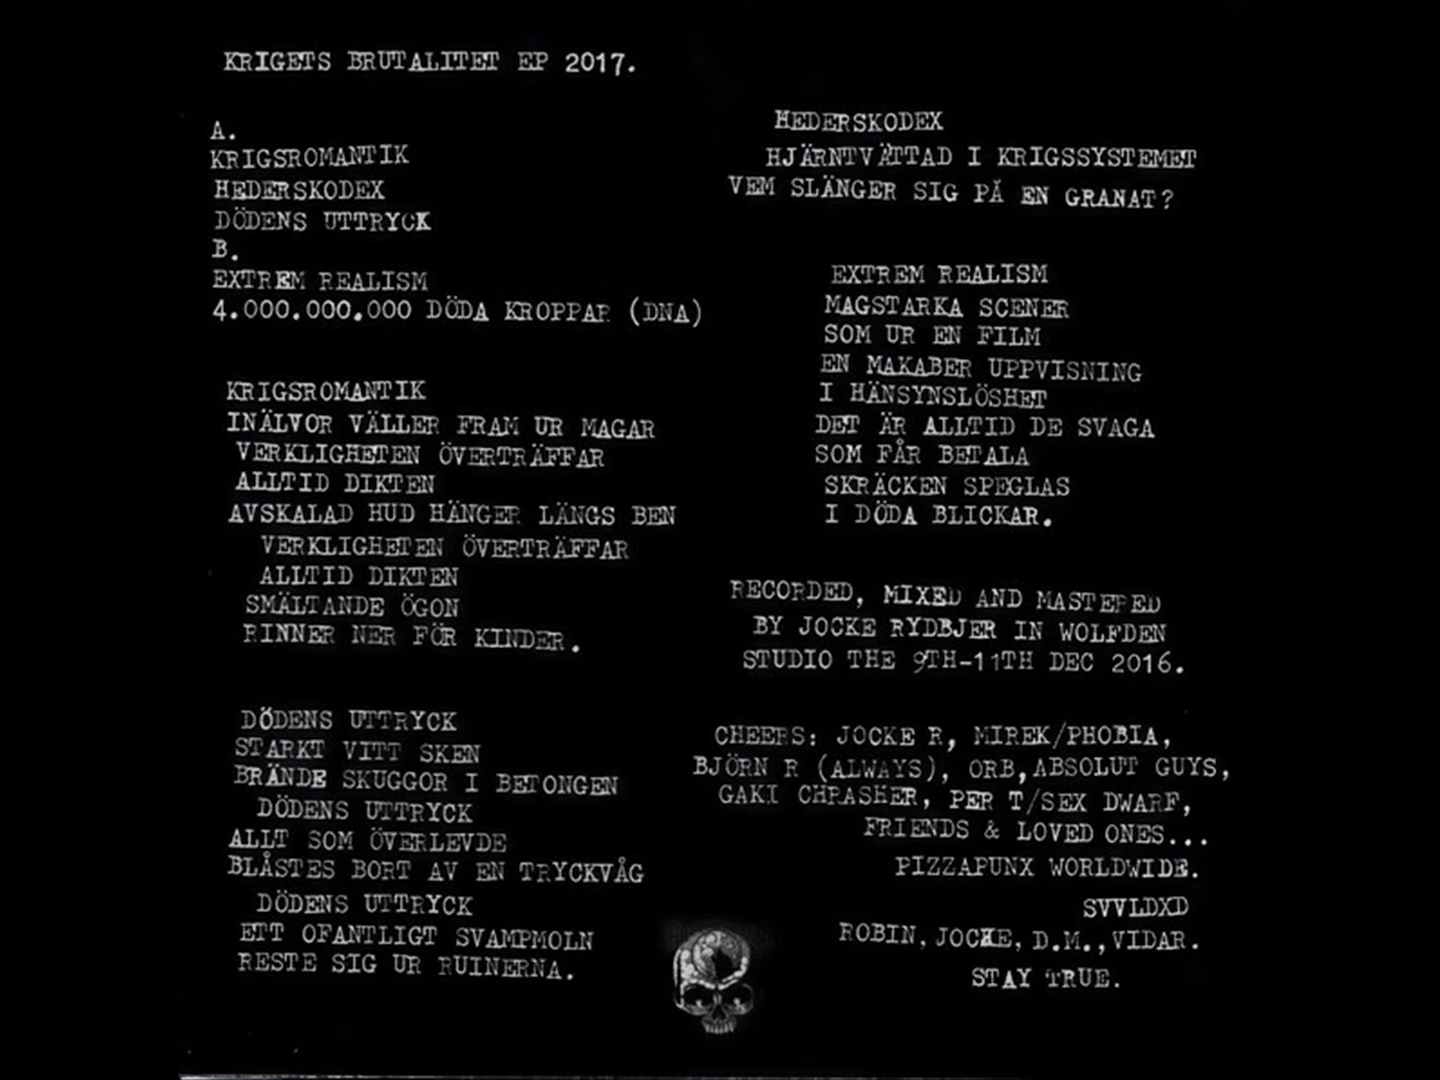 KRIGETS BRUTALITET EP 2017.
A.
KRIGSROMANTIK
HEDERSKODEX
DÖDENS UTTRYCK
B.
EXTREM REALISM
4.000.000.000 DÖDA KROPPAR (DNA)
KRIGSROMANTIK
INÄLVOR VÄLLER FRAM UR MAGAR
VERKLIGHETEN ÖVERTRÄFFAR
ALLTID DIKTEN
AVSKALAD HUD HÄNGER LÄNGS BEN
VERKLIGHETEN ÖVERTRÄFFAR
ALLTID DIKTEN
SMÄLTANDE ÖGON
RINNER NER FÖR KINDER.
DÖDENS UTTRYCK
STARKT VITT SKEN
BRÄNDE SKUGGOR I BETONGEN
DÖDENS UTTRYCK
ALLT SOM ÖVERLEVDE
BLÅSTES BORT AV EN TRYCKVÅG
DÖDENS UTTRYCK
ETT OFANTLIGT SVAMPMOLN
RESTE SIG UR RUINERNA.
HEDERSKODEX
HJÄRNTVÄTTAD I KRIGSSYSTEMET
VEM SLÄNGER SIG PÅ EN GRANAT?
EXTREM REALISM
MAGSTARKA SCENER
SOM UR EN FILM
EN MAKABER UPPVISNING
I HÄNSYNSLÖSHET
DET ÄR ALLTID DE SVAGA
SOM FÅR BETALA
SKRÄCKEN SPEGLAS
I DÖDA BLICKAR.
RECORDED, MIXED AND MASTERED
BY JOCKE RYDBJER IN WOLFDEN
STUDIO THE 9TH-11TH DEC 2016.
CHEERS: JOCKE R, MIREK/PHOBIA,
BJÖRN R (ALWAYS), ORB, ABSOLUT GUYS,
GAKI CHRASHER, PER T/SEX DWARF,
FRIENDS & LOVED ONES...
PIZZAPUNX WORLDWIDE.
SVVLDXD
ROBIN, JOCKE, D.M., VIDAR.
STAY TRUE.